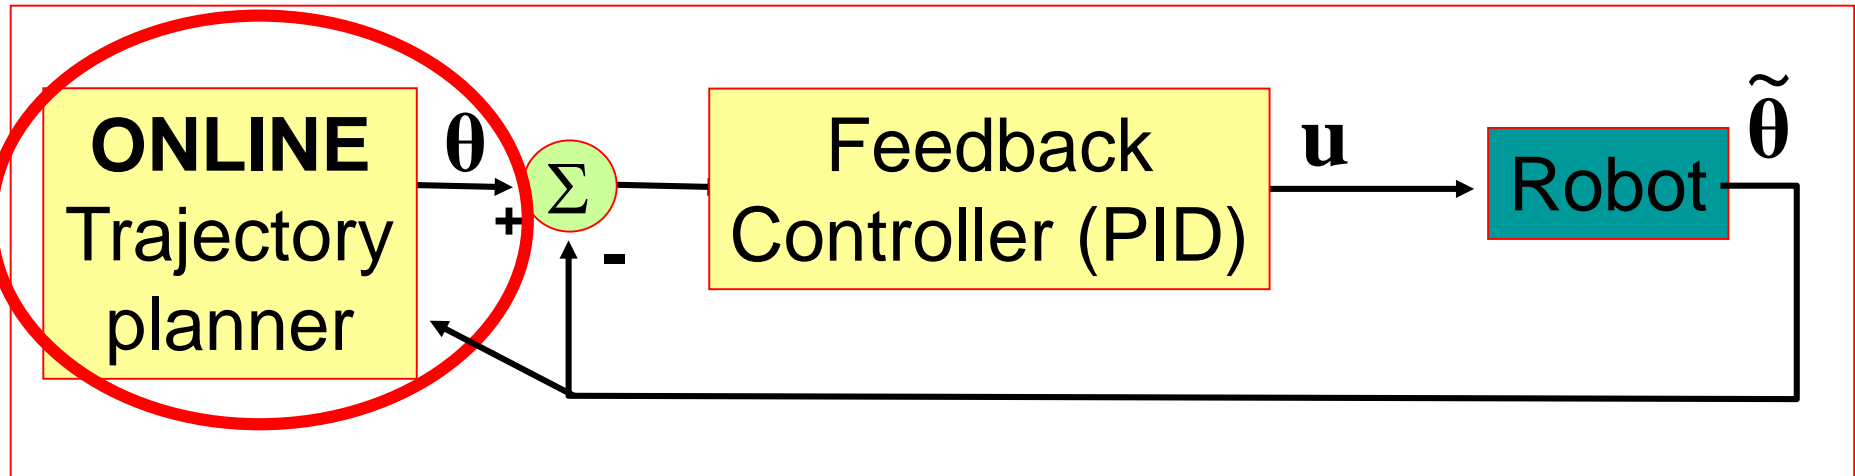 ONLINE
Trajectory
planner
θ
+
Σ
-
Feedback
Controller (PID)
u
Robot
θ̃